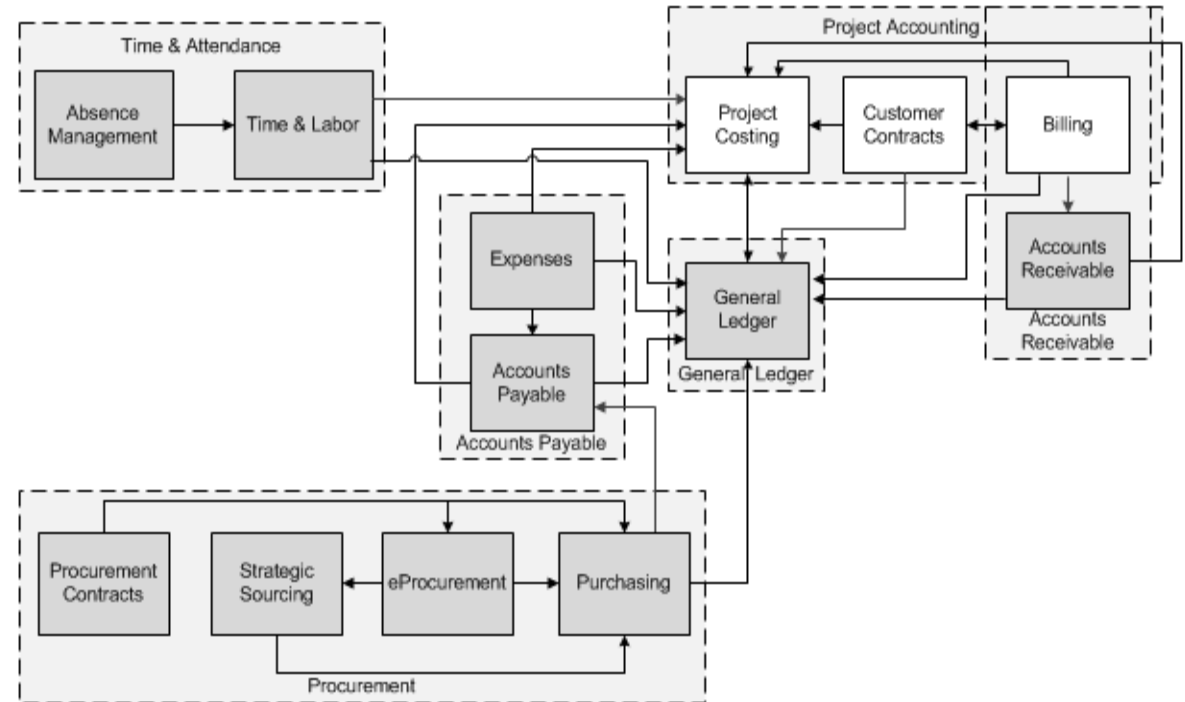 Time & Attendance
Absence
Management
Time & Labor
Project Accounting
Project
Costing
Customer
Contracts
Billing
Accounts
Receivable
Accounts
Receivable
Expenses
Accounts
Payable
Accounts Payable
General
Ledger
General Ledger
Procurement
Contracts
Strategic
Sourcing
eProcurement
Purchasing
Procurement